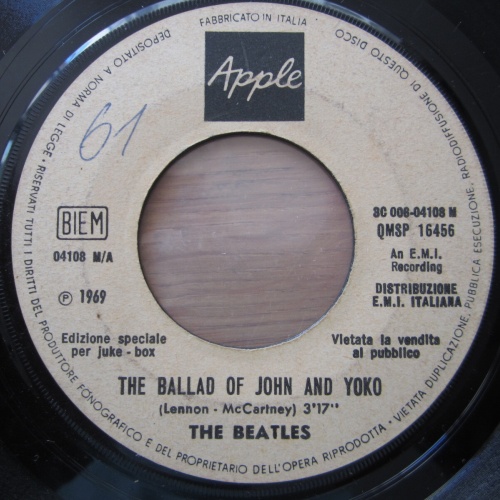 FABBRICATO IN ITALIA
DEPOSITATO A NORMA DI LEGGE - RISERVATI TUTTI I DIRITTI DEL PRODUTTORE FONOGRAFICO E DEL PROPRIETARIO DELL'OPERA RIPRODOTTA - VIETATA DUPLICAZIONE, PUBBLICA ESECUZIONE, RADIODIFFUSIONE DI QUESTO DISCO
Apple
61
BIEM
04108 M/A
℗ 1969
3C 006-04108 M
QMSP 16456
An E.M.I.
Recording
DISTRIBUZIONE
E.M.I. ITALIANA
Edizione speciale
per juke-box
Vietata la vendita
al pubblico
THE BALLAD OF JOHN AND YOKO
(Lennon - McCartney) 3'17"
THE BEATLES